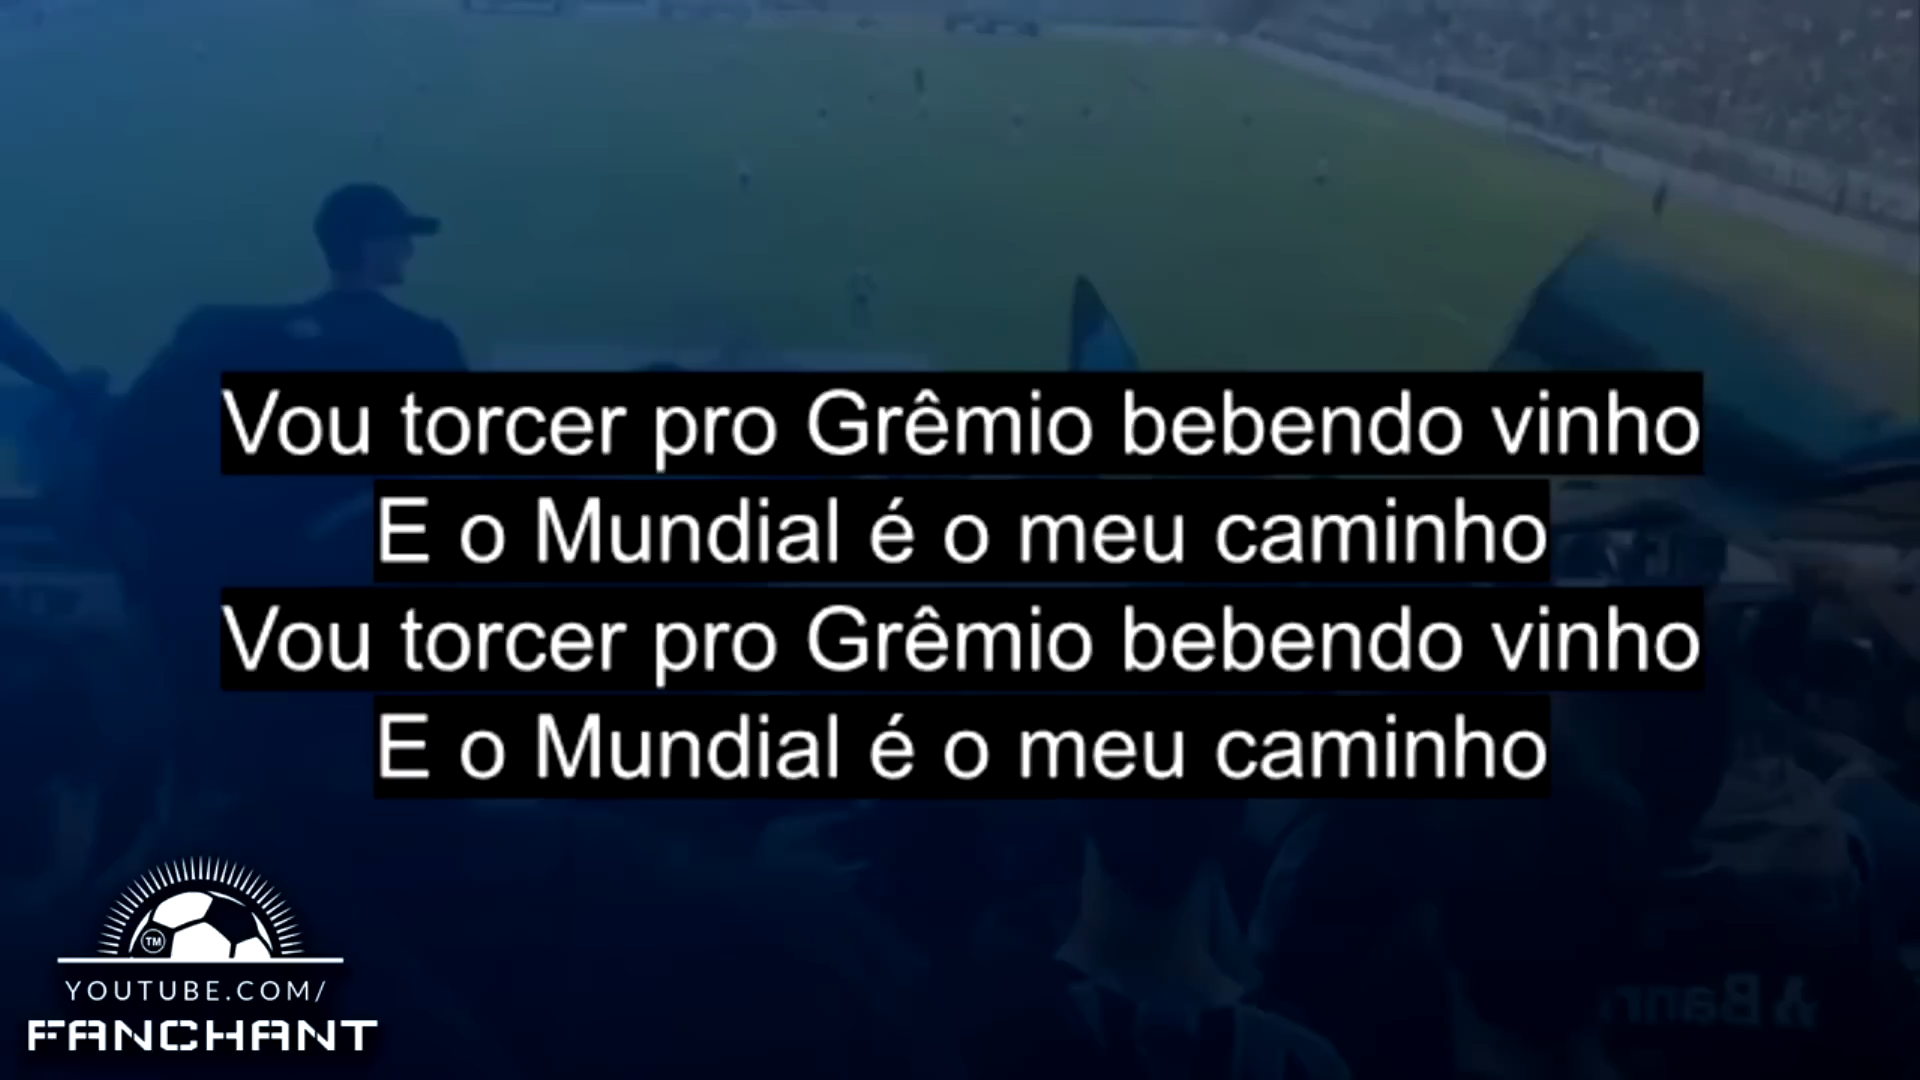 Vou torcer pro Grêmio bebendo vinho
E o Mundial é o meu caminho
Vou torcer pro Grêmio bebendo vinho
E o Mundial é o meu caminho
TM
YOUTUBE.COM/
FANCHANT